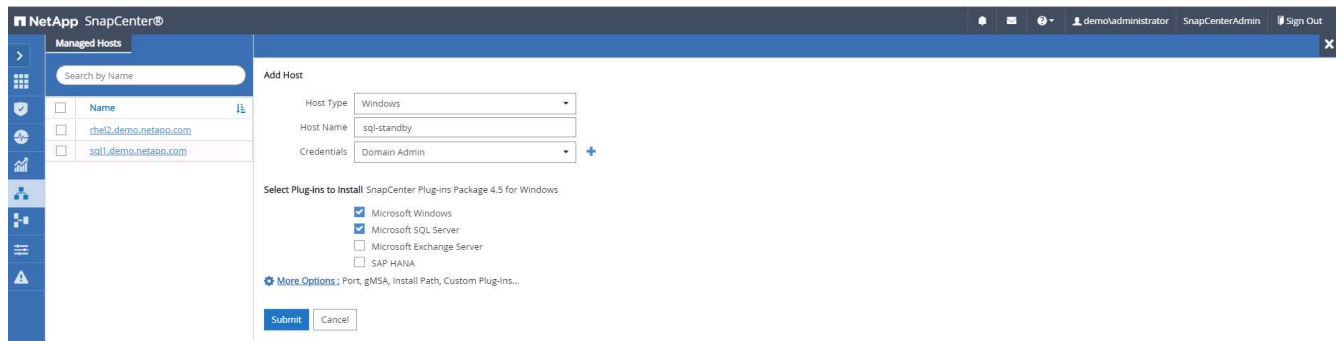 NetApp SnapCenter®
demo\administrator SnapCenterAdmin Sign Out
Managed Hosts
Search by Name
Name
rhel2.demo.netapp.com
sql1.demo.netapp.com
Add Host
Host Type Windows
Host Name sql-standby
Credentials Domain Admin
Select Plug-ins to Install SnapCenter Plug-ins Package 4.5 for Windows
Microsoft Windows
Microsoft SQL Server
Microsoft Exchange Server
SAP HANA
More Options : Port, gMSA, Install Path, Custom Plug-Ins...
Submit Cancel